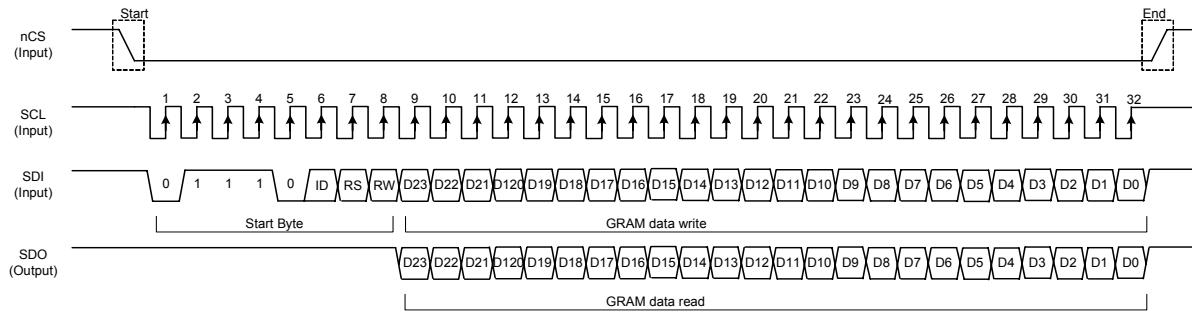 Start End
nCS
(Input)
1 2 3 4 5 6 7 8 9 10 11 12 13 14 15 16 17 18 19 20 21 22 23 24 25 26 27 28 29 30 31 32
SCL
(Input)
SDI
(Input)
0 1 1 1 0 ID RS RW D23 D22 D21 D120 D19 D18 D17 D16 D15 D14 D13 D12 D11 D10 D9 D8 D7 D6 D5 D4 D3 D2 D1 D0
Start Byte GRAM data write
SDO
(Output)
D23 D22 D21 D120 D19 D18 D17 D16 D15 D14 D13 D12 D11 D10 D9 D8 D7 D6 D5 D4 D3 D2 D1 D0
GRAM data read